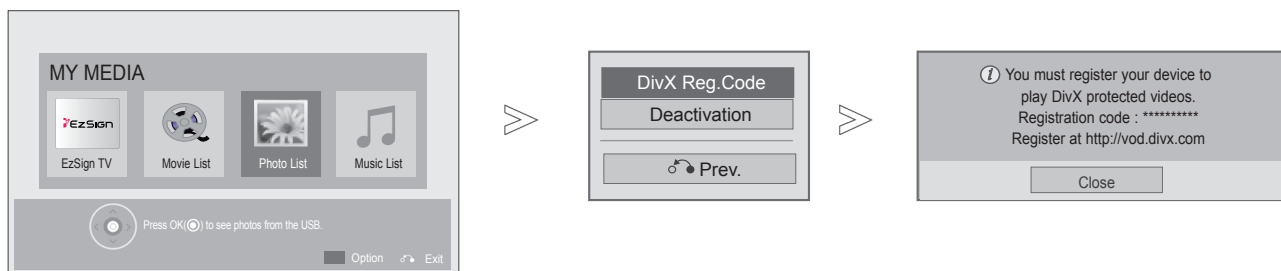 MY MEDIA
EzSign
EzSign TV
Movie List
Photo List
Music List
Press OK(◉) to see photos from the USB.
Option
Exit
DivX Reg.Code
Deactivation
Prev.
You must register your device to
play DivX protected videos.
Registration code : **********
Register at http://vod.divx.com
Close